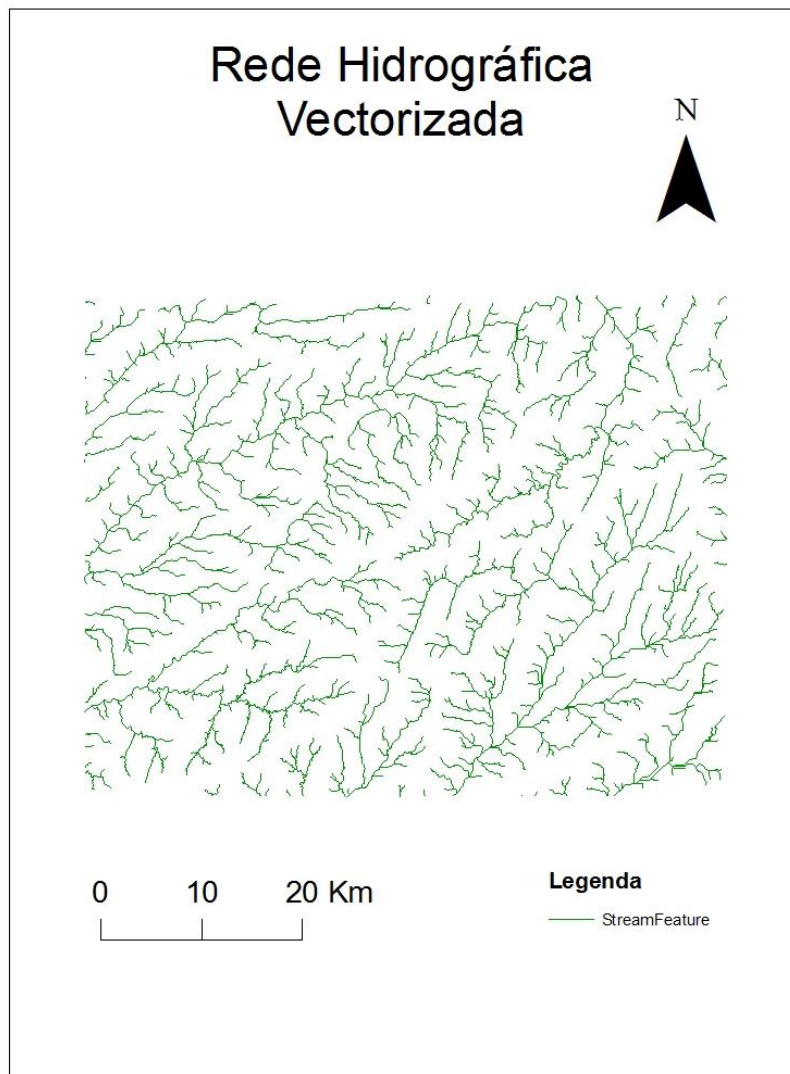 Rede Hidrográfica
Vectorizada
N
0 10 20 Km
Legenda
StreamFeature